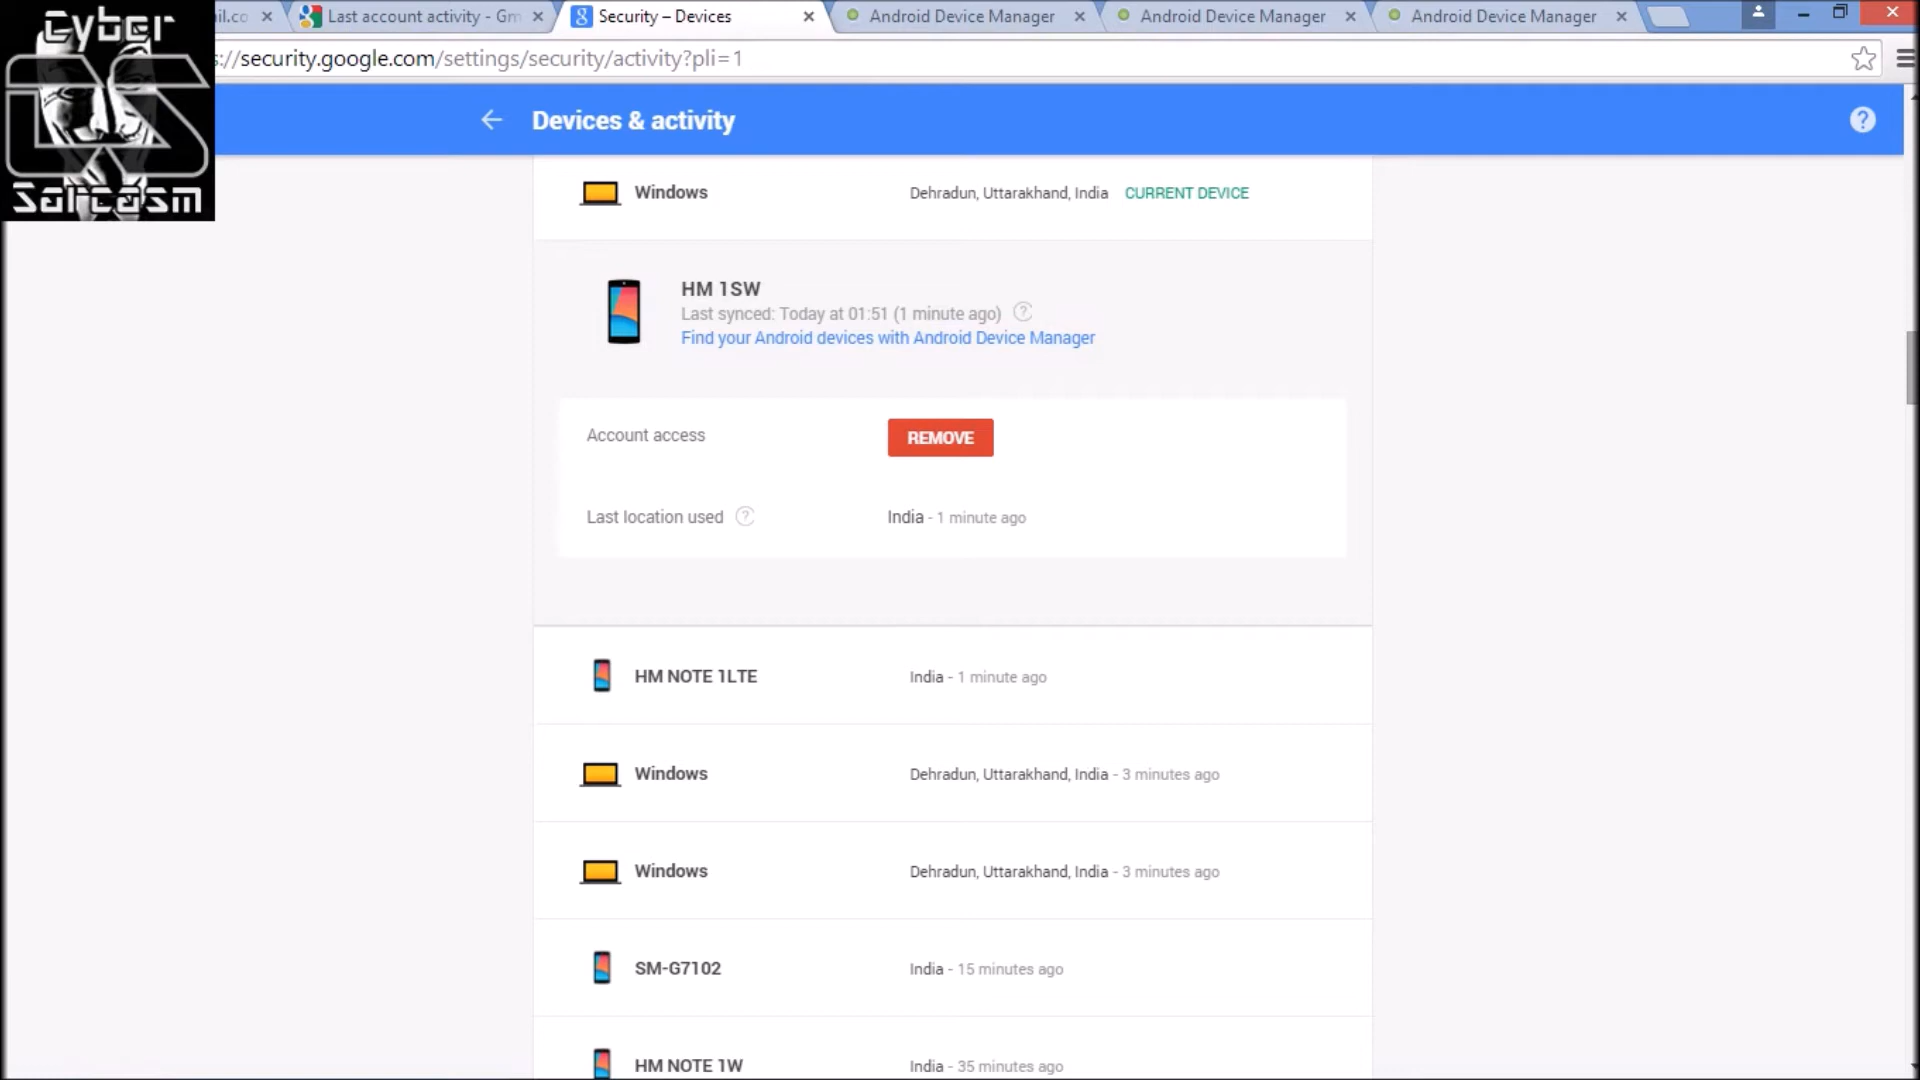 Cyber
Sarcasm
il.co
Last account activity - Gm
Security – Devices
Android Device Manager
Android Device Manager
Android Device Manager
://security.google.com/settings/security/activity?pli=1
Devices & activity
?
Windows
Dehradun, Uttarakhand, India CURRENT DEVICE
HM 1SW
Last synced: Today at 01:51 (1 minute ago) ?
Find your Android devices with Android Device Manager
Account access
REMOVE
Last location used ?
India - 1 minute ago
HM NOTE 1LTE
India - 1 minute ago
Windows
Dehradun, Uttarakhand, India - 3 minutes ago
Windows
Dehradun, Uttarakhand, India - 3 minutes ago
SM-G7102
India - 15 minutes ago
HM NOTE 1W
India - 35 minutes ago